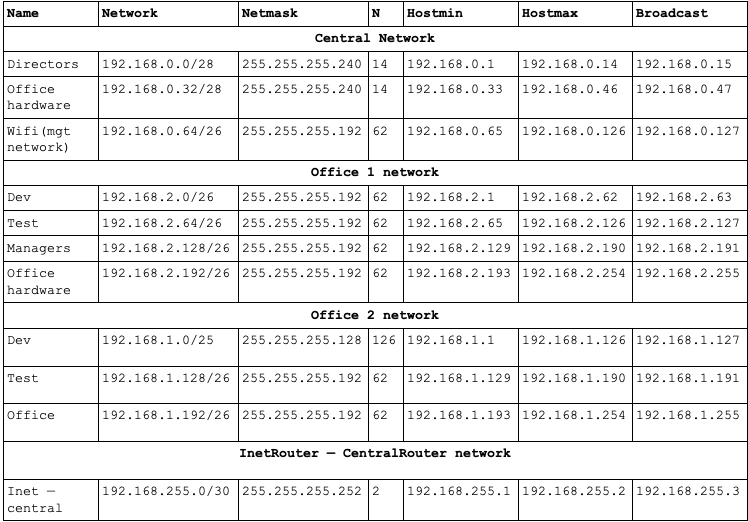 Name Network Netmask N Hostmin Hostmax Broadcast
Central Network
Directors 192.168.0.0/28 255.255.255.240 14 192.168.0.1 192.168.0.14 192.168.0.15
Office 192.168.0.32/28 255.255.255.240 14 192.168.0.33 192.168.0.46 192.168.0.47
hardware
Wifi(mgt 192.168.0.64/26 255.255.255.192 62 192.168.0.65 192.168.0.126 192.168.0.127
network)
Office 1 network
Dev 192.168.2.0/26 255.255.255.192 62 192.168.2.1 192.168.2.62 192.168.2.63
Test 192.168.2.64/26 255.255.255.192 62 192.168.2.65 192.168.2.126 192.168.2.127
Managers 192.168.2.128/26 255.255.255.192 62 192.168.2.129 192.168.2.190 192.168.2.191
Office 192.168.2.192/26 255.255.255.192 62 192.168.2.193 192.168.2.254 192.168.2.255
hardware
Office 2 network
Dev 192.168.1.0/25 255.255.255.128 126 192.168.1.1 192.168.1.126 192.168.1.127
Test 192.168.1.128/26 255.255.255.192 62 192.168.1.129 192.168.1.190 192.168.1.191
Office 192.168.1.192/26 255.255.255.192 62 192.168.1.193 192.168.1.254 192.168.1.255
InetRouter — CentralRouter network
Inet — 192.168.255.0/30 255.255.255.252 2 192.168.255.1 192.168.255.2 192.168.255.3
central